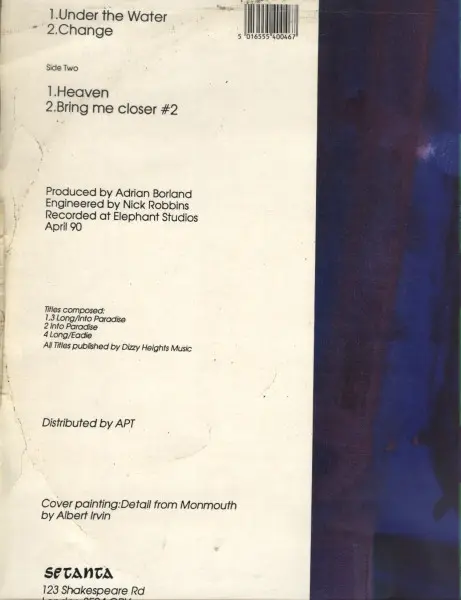 1.Under the Water
2.Change
5 016555 400467
Side Two
1.Heaven
2.Bring me closer #2
Produced by Adrian Borland
Engineered by Nick Robbins
Recorded at Elephant Studios
April 90
Titles composed:
1.3 Long/Into Paradise
2 Into Paradise
4 Long/Eadie
All Titles published by Dizzy Heights Music
Distributed by APT
Cover painting:Detail from Monmouth
by Albert Irvin
SETANTA
123 Shakespeare Rd